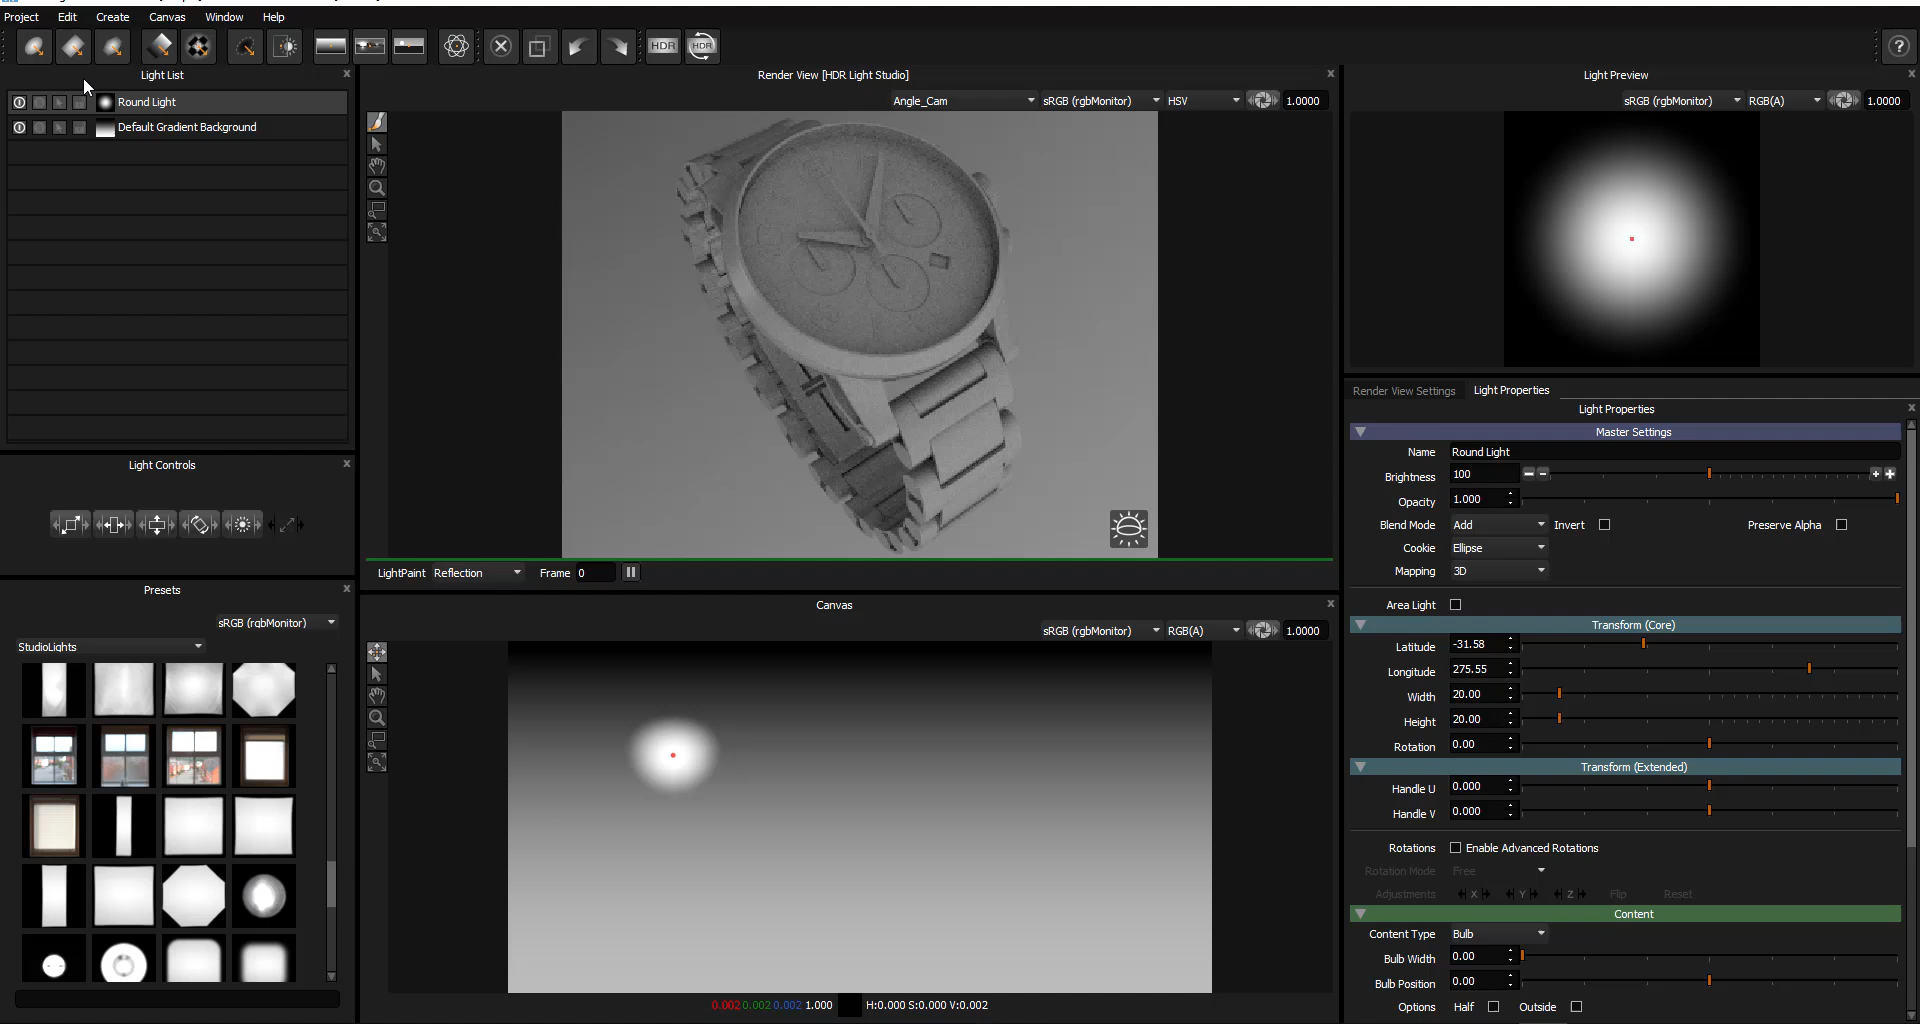 Project Edit Create Canvas Window Help
HDR HDR ?
Light List
Round Light
Default Gradient Background
Light Controls
Presets
sRGB (rgbMonitor)
StudioLights
Render View [HDR Light Studio]
Angle_Cam sRGB (rgbMonitor) HSV 1.0000
LightPaint Reflection Frame 0
Canvas
sRGB (rgbMonitor) RGB(A) 1.0000
0.002 0.002 0.002 1.000 H:0.000 S:0.000 V:0.002
Light Preview
sRGB (rgbMonitor) RGB(A) 1.0000
Render View Settings Light Properties
Light Properties
Master Settings
Name Round Light
Brightness 100
Opacity 1.000
Blend Mode Add Invert Preserve Alpha
Cookie Ellipse
Mapping 3D
Area Light
Transform (Core)
Latitude -31.58
Longitude 275.55
Width 20.00
Height 20.00
Rotation 0.00
Transform (Extended)
Handle U 0.000
Handle V 0.000
Rotations Enable Advanced Rotations
Rotation Mode Free
Adjustments X Y Z Flip Reset
Content
Content Type Bulb
Bulb Width 0.00
Bulb Position 0.00
Options Half Outside